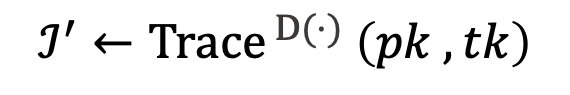 𝒥′ ← Trace D(·) (pk , tk)